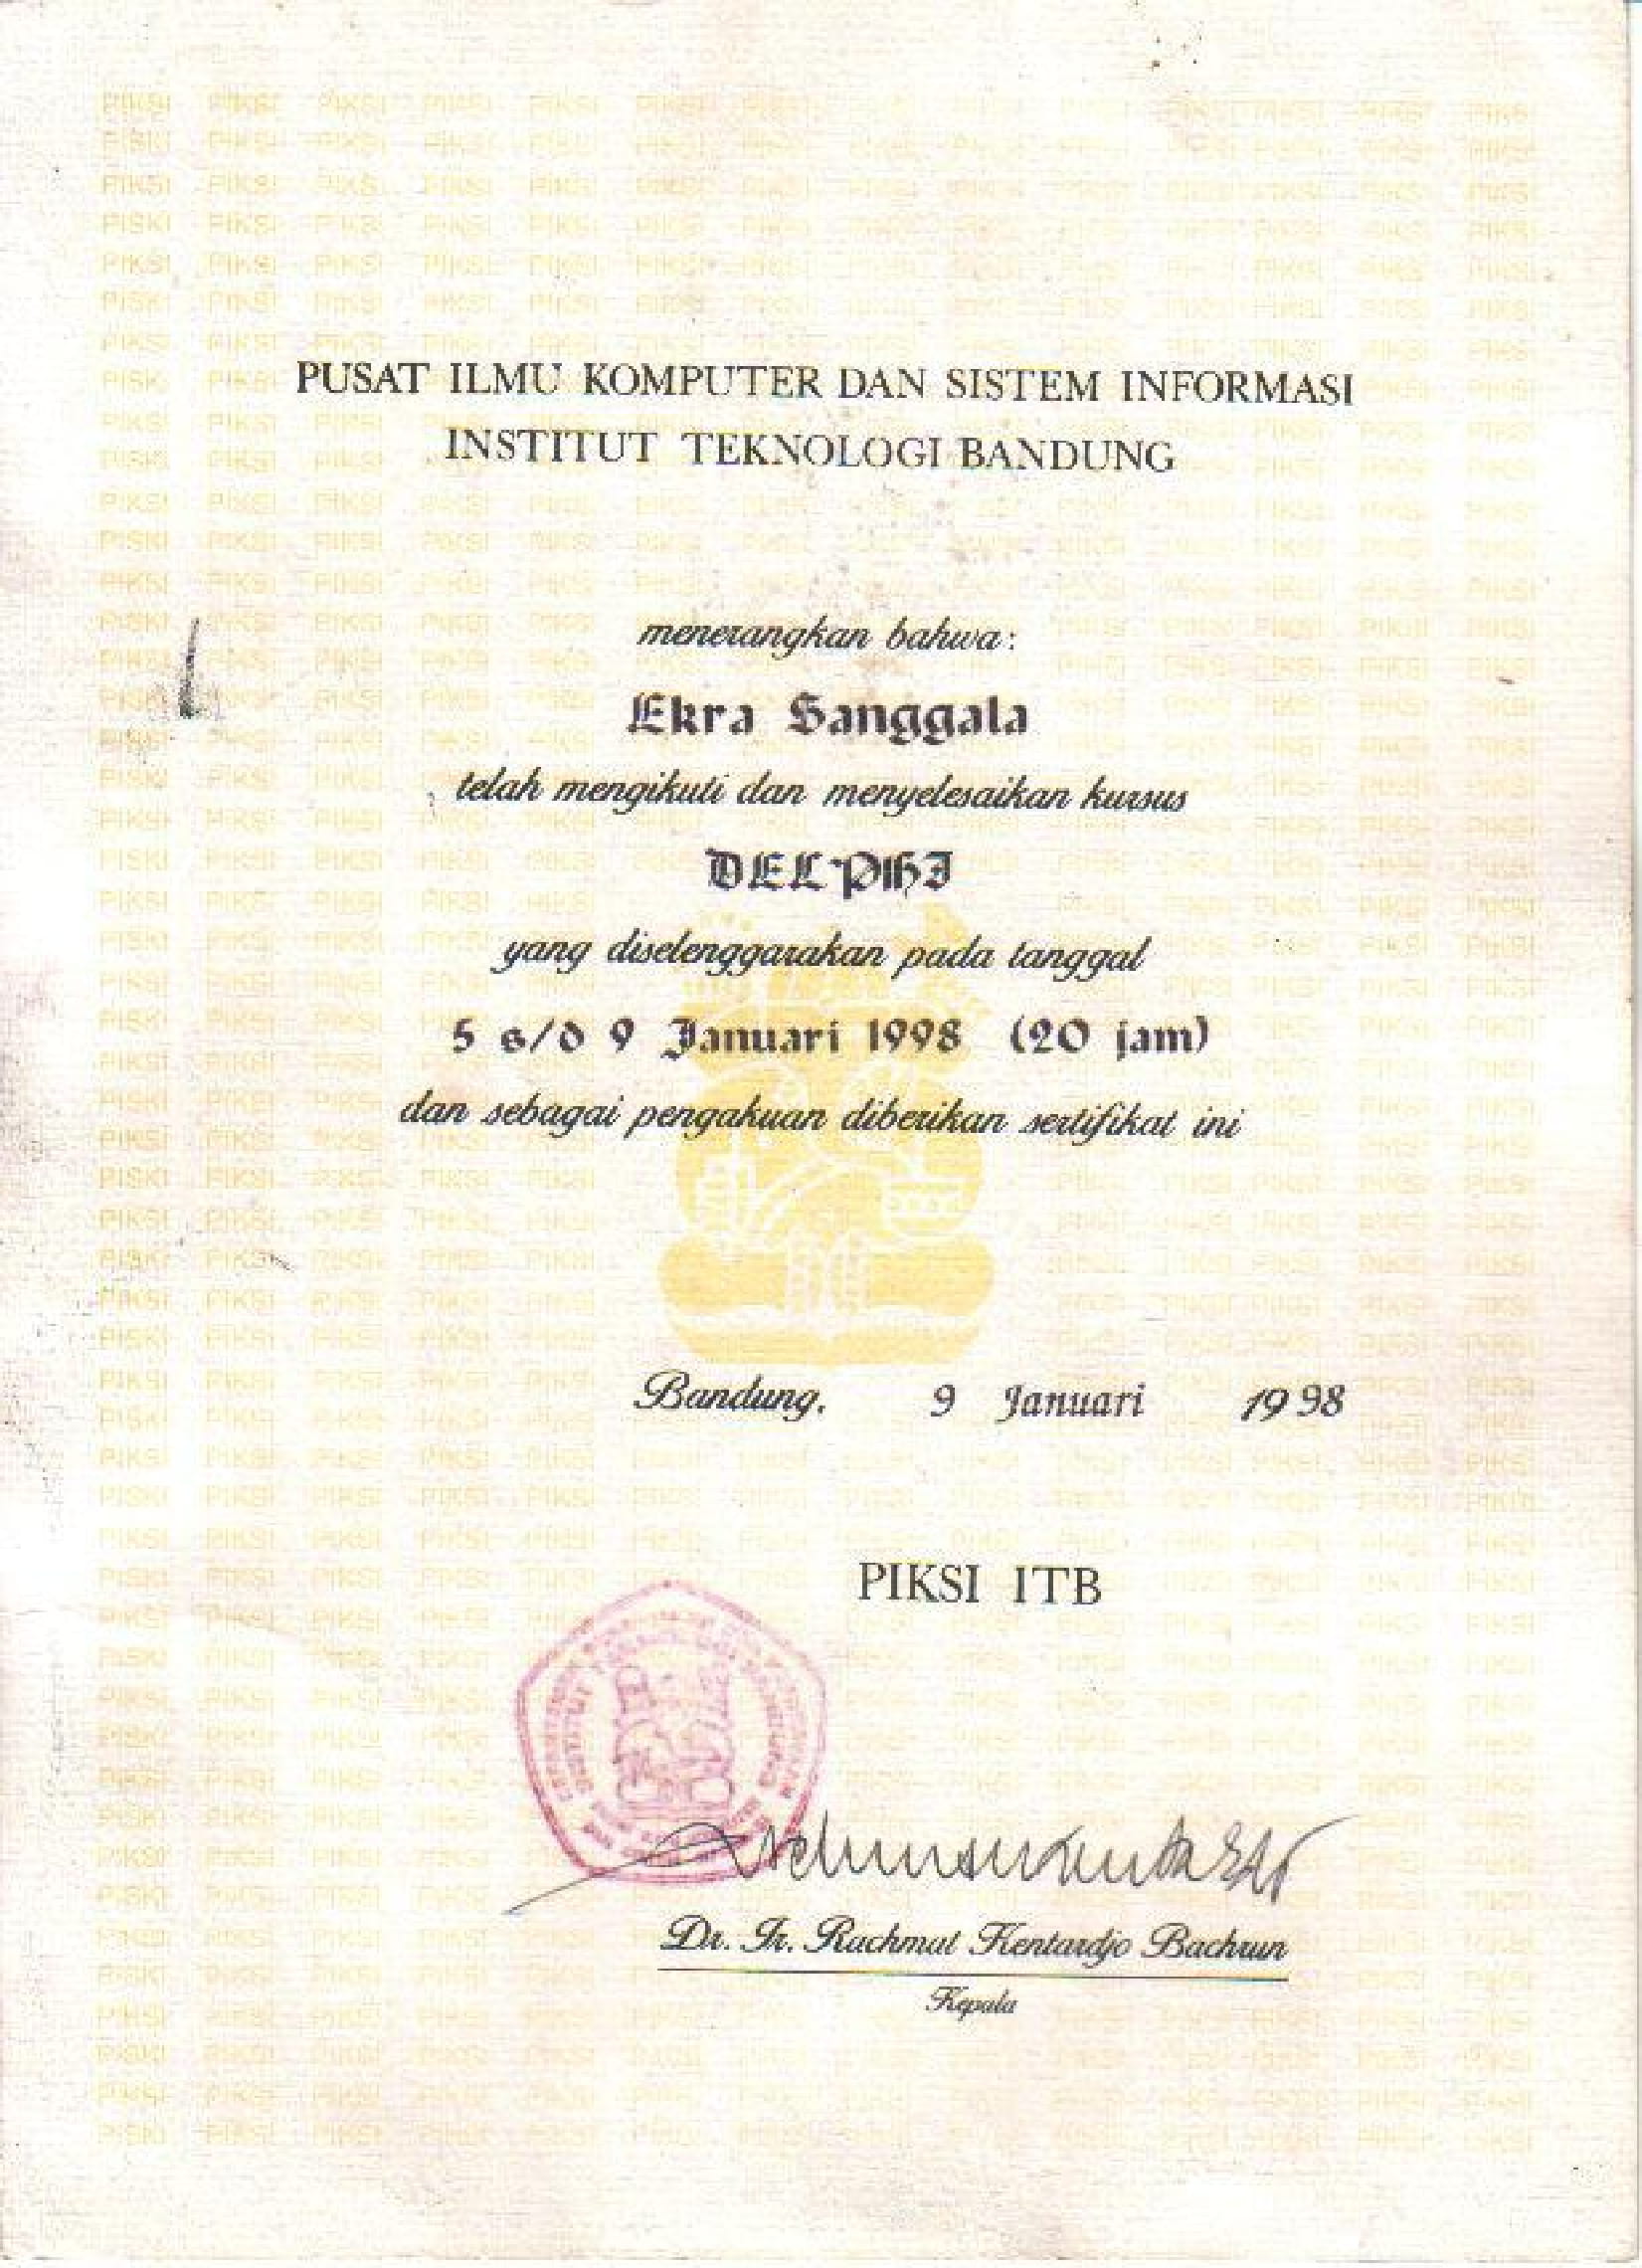 PUSAT ILMU KOMPUTER DAN SISTEM INFORMASI
INSTITUT TEKNOLOGI BANDUNG
menerangkan bahwa:
Ekra Sanggala
telah mengikuti dan menyelesaikan kursus
DELPHI
yang diselenggarakan pada tanggal
5 s/d 9 Januari 1998 (20 jam)
dan sebagai pengakuan diberikan sertifikat ini
Bandung, 9 Januari 1998
PIKSI ITB
Dr. Ir. Rachmat Kentardjo Bachrun
Kepala